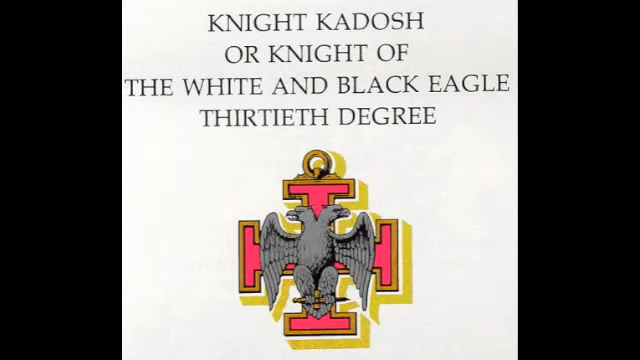 KNIGHT KADOSH
OR KNIGHT OF
THE WHITE AND BLACK EAGLE
THIRTIETH DEGREE